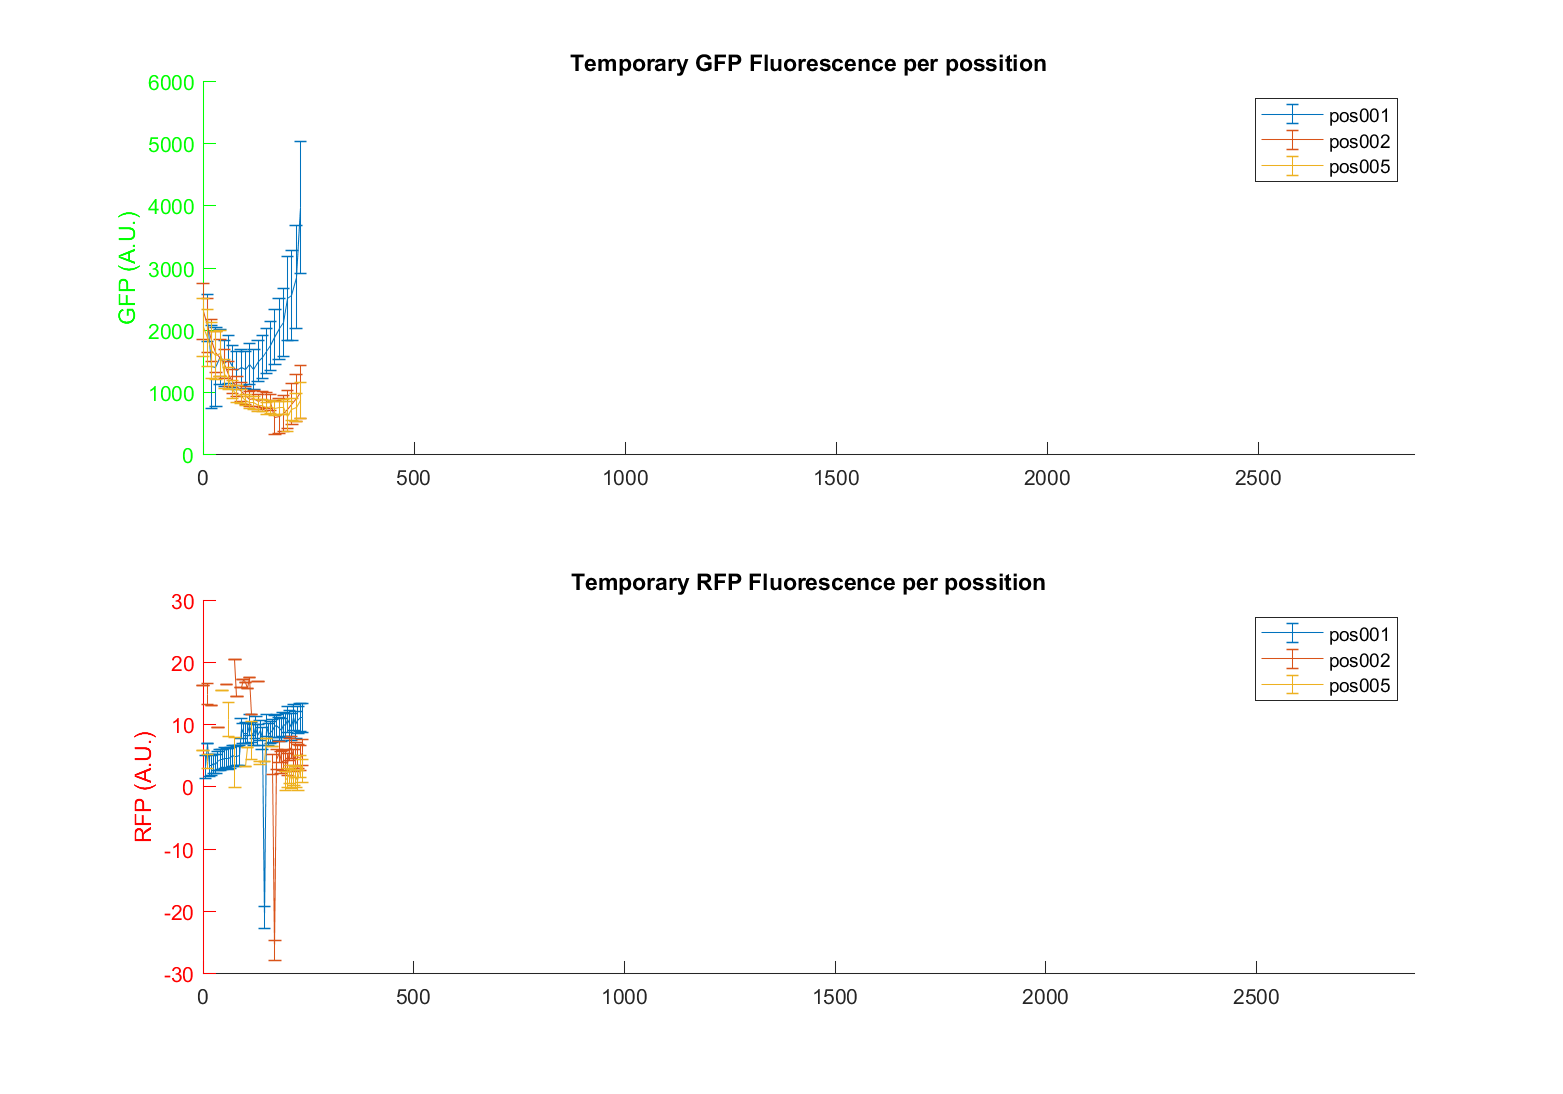 Temporary GFP Fluorescence per possition
6000
5000
4000
3000
2000
1000
0
GFP (A.U.)
pos001
pos002
pos005
0 500 1000 1500 2000 2500
Temporary RFP Fluorescence per possition
30
20
10
0
-10
-20
-30
RFP (A.U.)
pos001
pos002
pos005
0 500 1000 1500 2000 2500